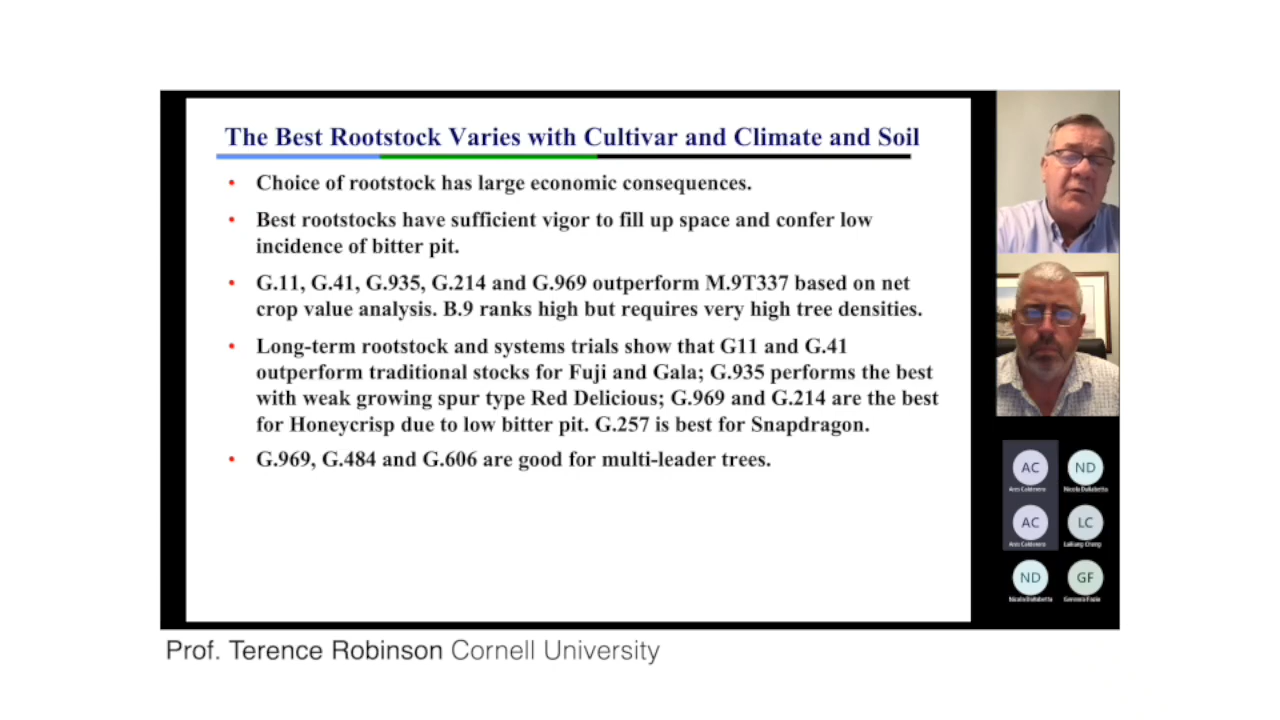 The Best Rootstock Varies with Cultivar and Climate and Soil
• Choice of rootstock has large economic consequences.
• Best rootstocks have sufficient vigor to fill up space and confer low
incidence of bitter pit.
• G.11, G.41, G.935, G.214 and G.969 outperform M.9T337 based on net
crop value analysis. B.9 ranks high but requires very high tree densities.
• Long-term rootstock and systems trials show that G11 and G.41
outperform traditional stocks for Fuji and Gala; G.935 performs the best
with weak growing spur type Red Delicious; G.969 and G.214 are the best
for Honeycrisp due to low bitter pit. G.257 is best for Snapdragon.
• G.969, G.484 and G.606 are good for multi-leader trees.
AC
ND
AC
LC
ND
GF
Prof. Terence Robinson Cornell University